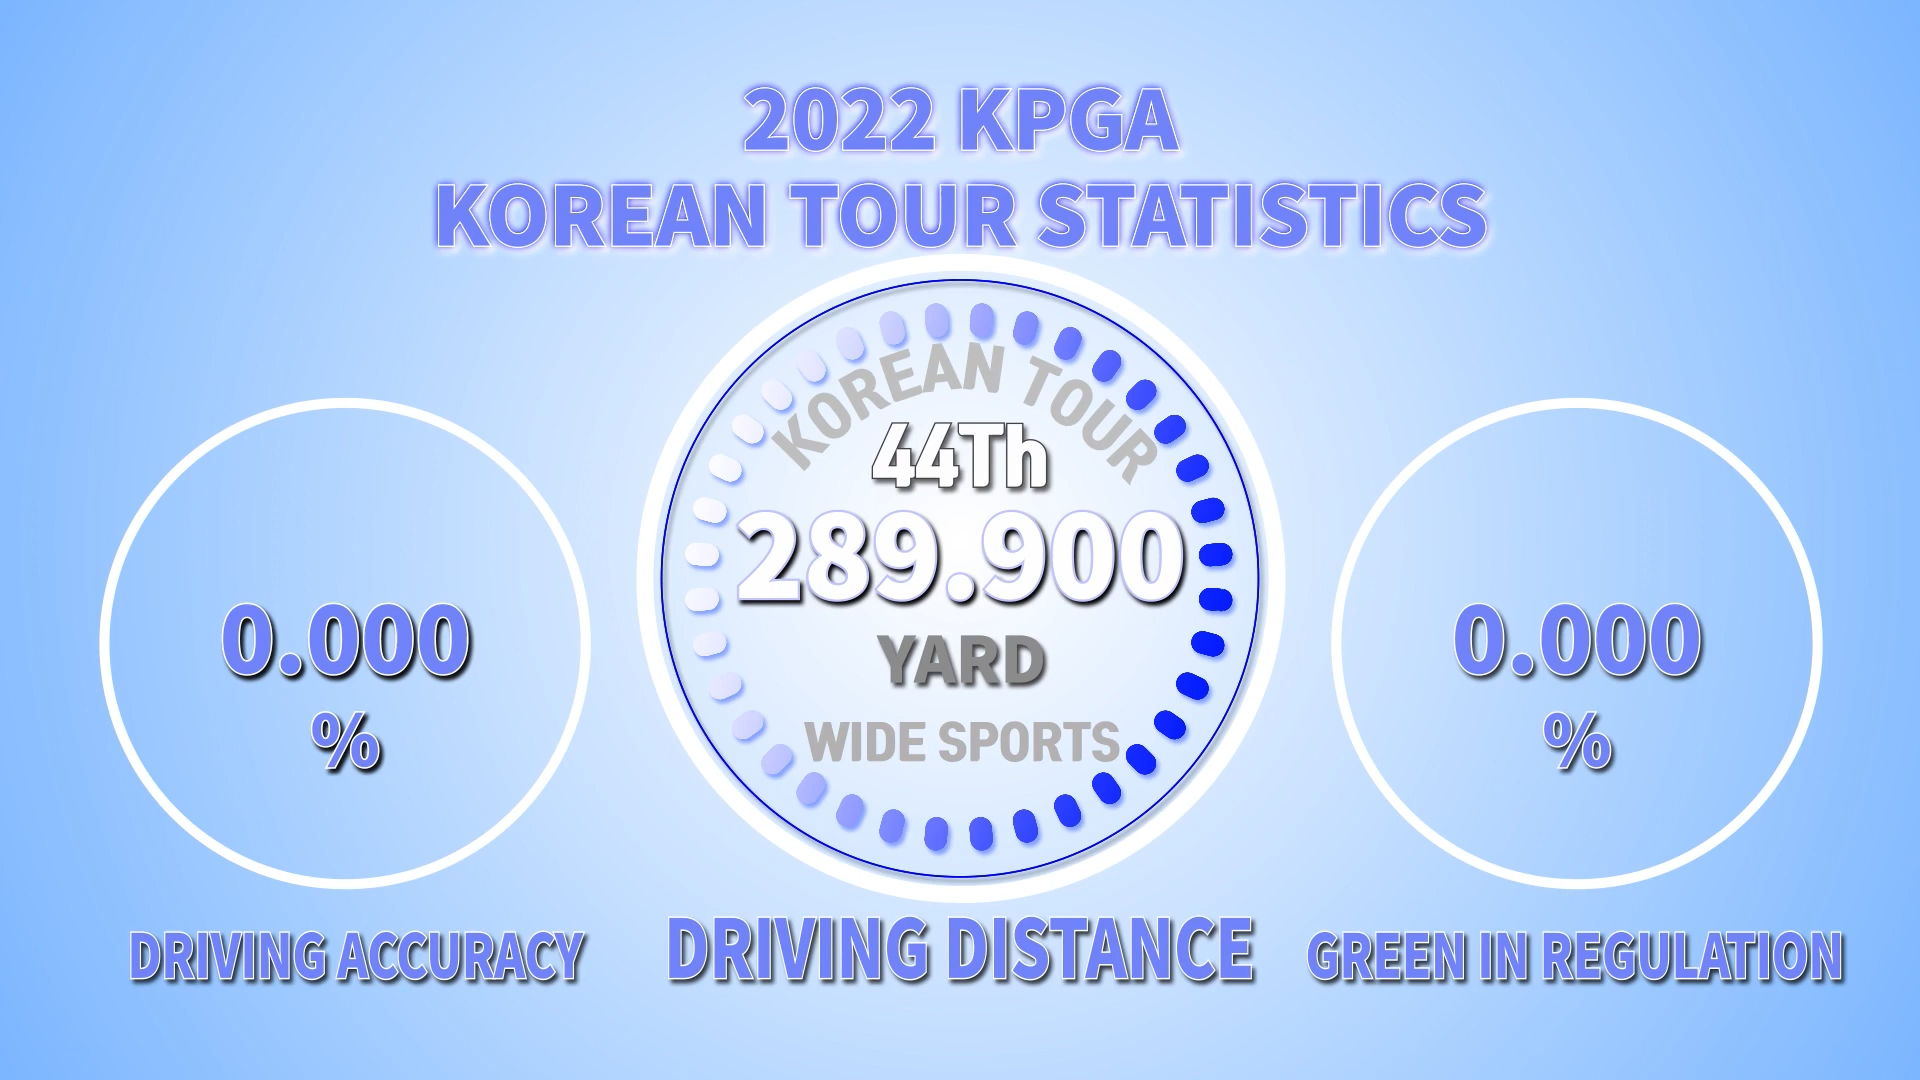 2022 KPGA
KOREAN TOUR STATISTICS
KOREAN TOUR
44Th
289.900
YARD
WIDE SPORTS
0.000
%
0.000
%
DRIVING ACCURACY
DRIVING DISTANCE
GREEN IN REGULATION